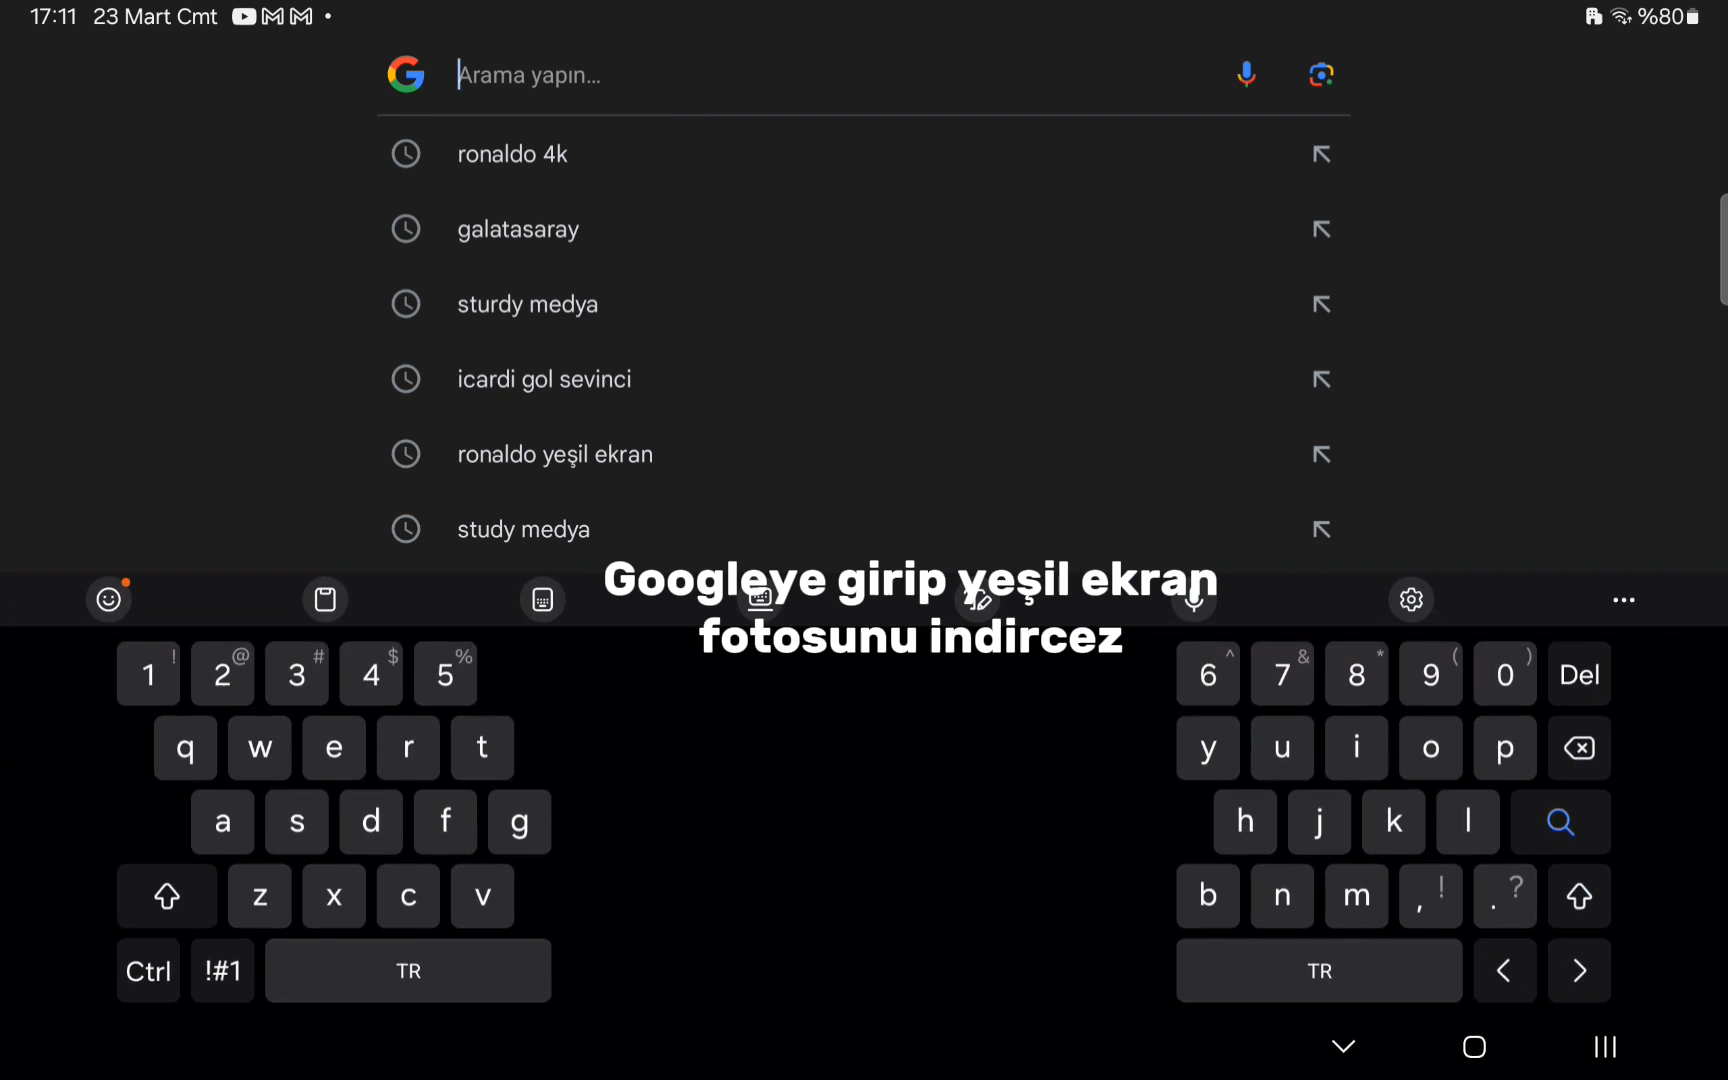 17:11 23 Mart Cmt
%80
Arama yapın...
ronaldo 4k
galatasaray
sturdy medya
icardi gol sevinci
ronaldo yeşil ekran
study medya
Googleye girip yeşil ekran
fotosunu indircez
1 ! 2 @ 3 # 4 $ 5 % 6 ^ 7 & 8 * 9 ( 0 ) Del
q w e r t y u i o p
a s d f g h j k l
z x c v b n m , ! . ?
Ctrl !#1 TR TR < >